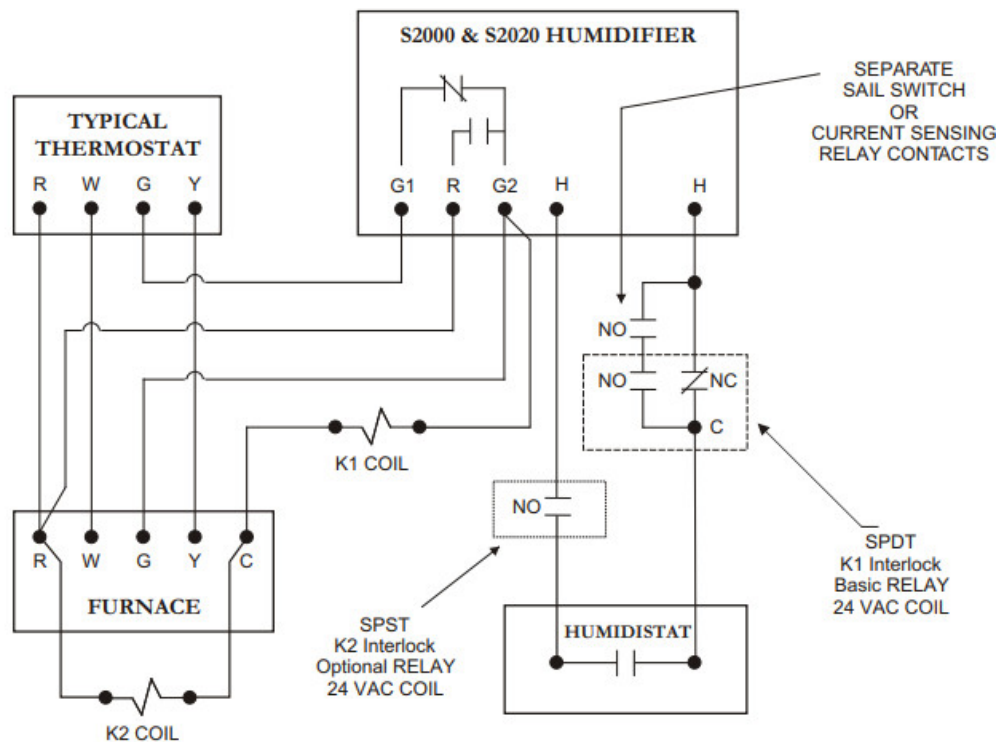 S2000 & S2020 HUMIDIFIER
G1 R G2 H H
SEPARATE
SAIL SWITCH
OR
CURRENT SENSING
RELAY CONTACTS
TYPICAL
THERMOSTAT
R W G Y
NO
NO NC
C
K1 COIL
NO
SPDT
K1 Interlock
Basic RELAY
24 VAC COIL
R W G Y C
FURNACE
SPST
K2 Interlock
Optional RELAY
24 VAC COIL
HUMIDISTAT
K2 COIL